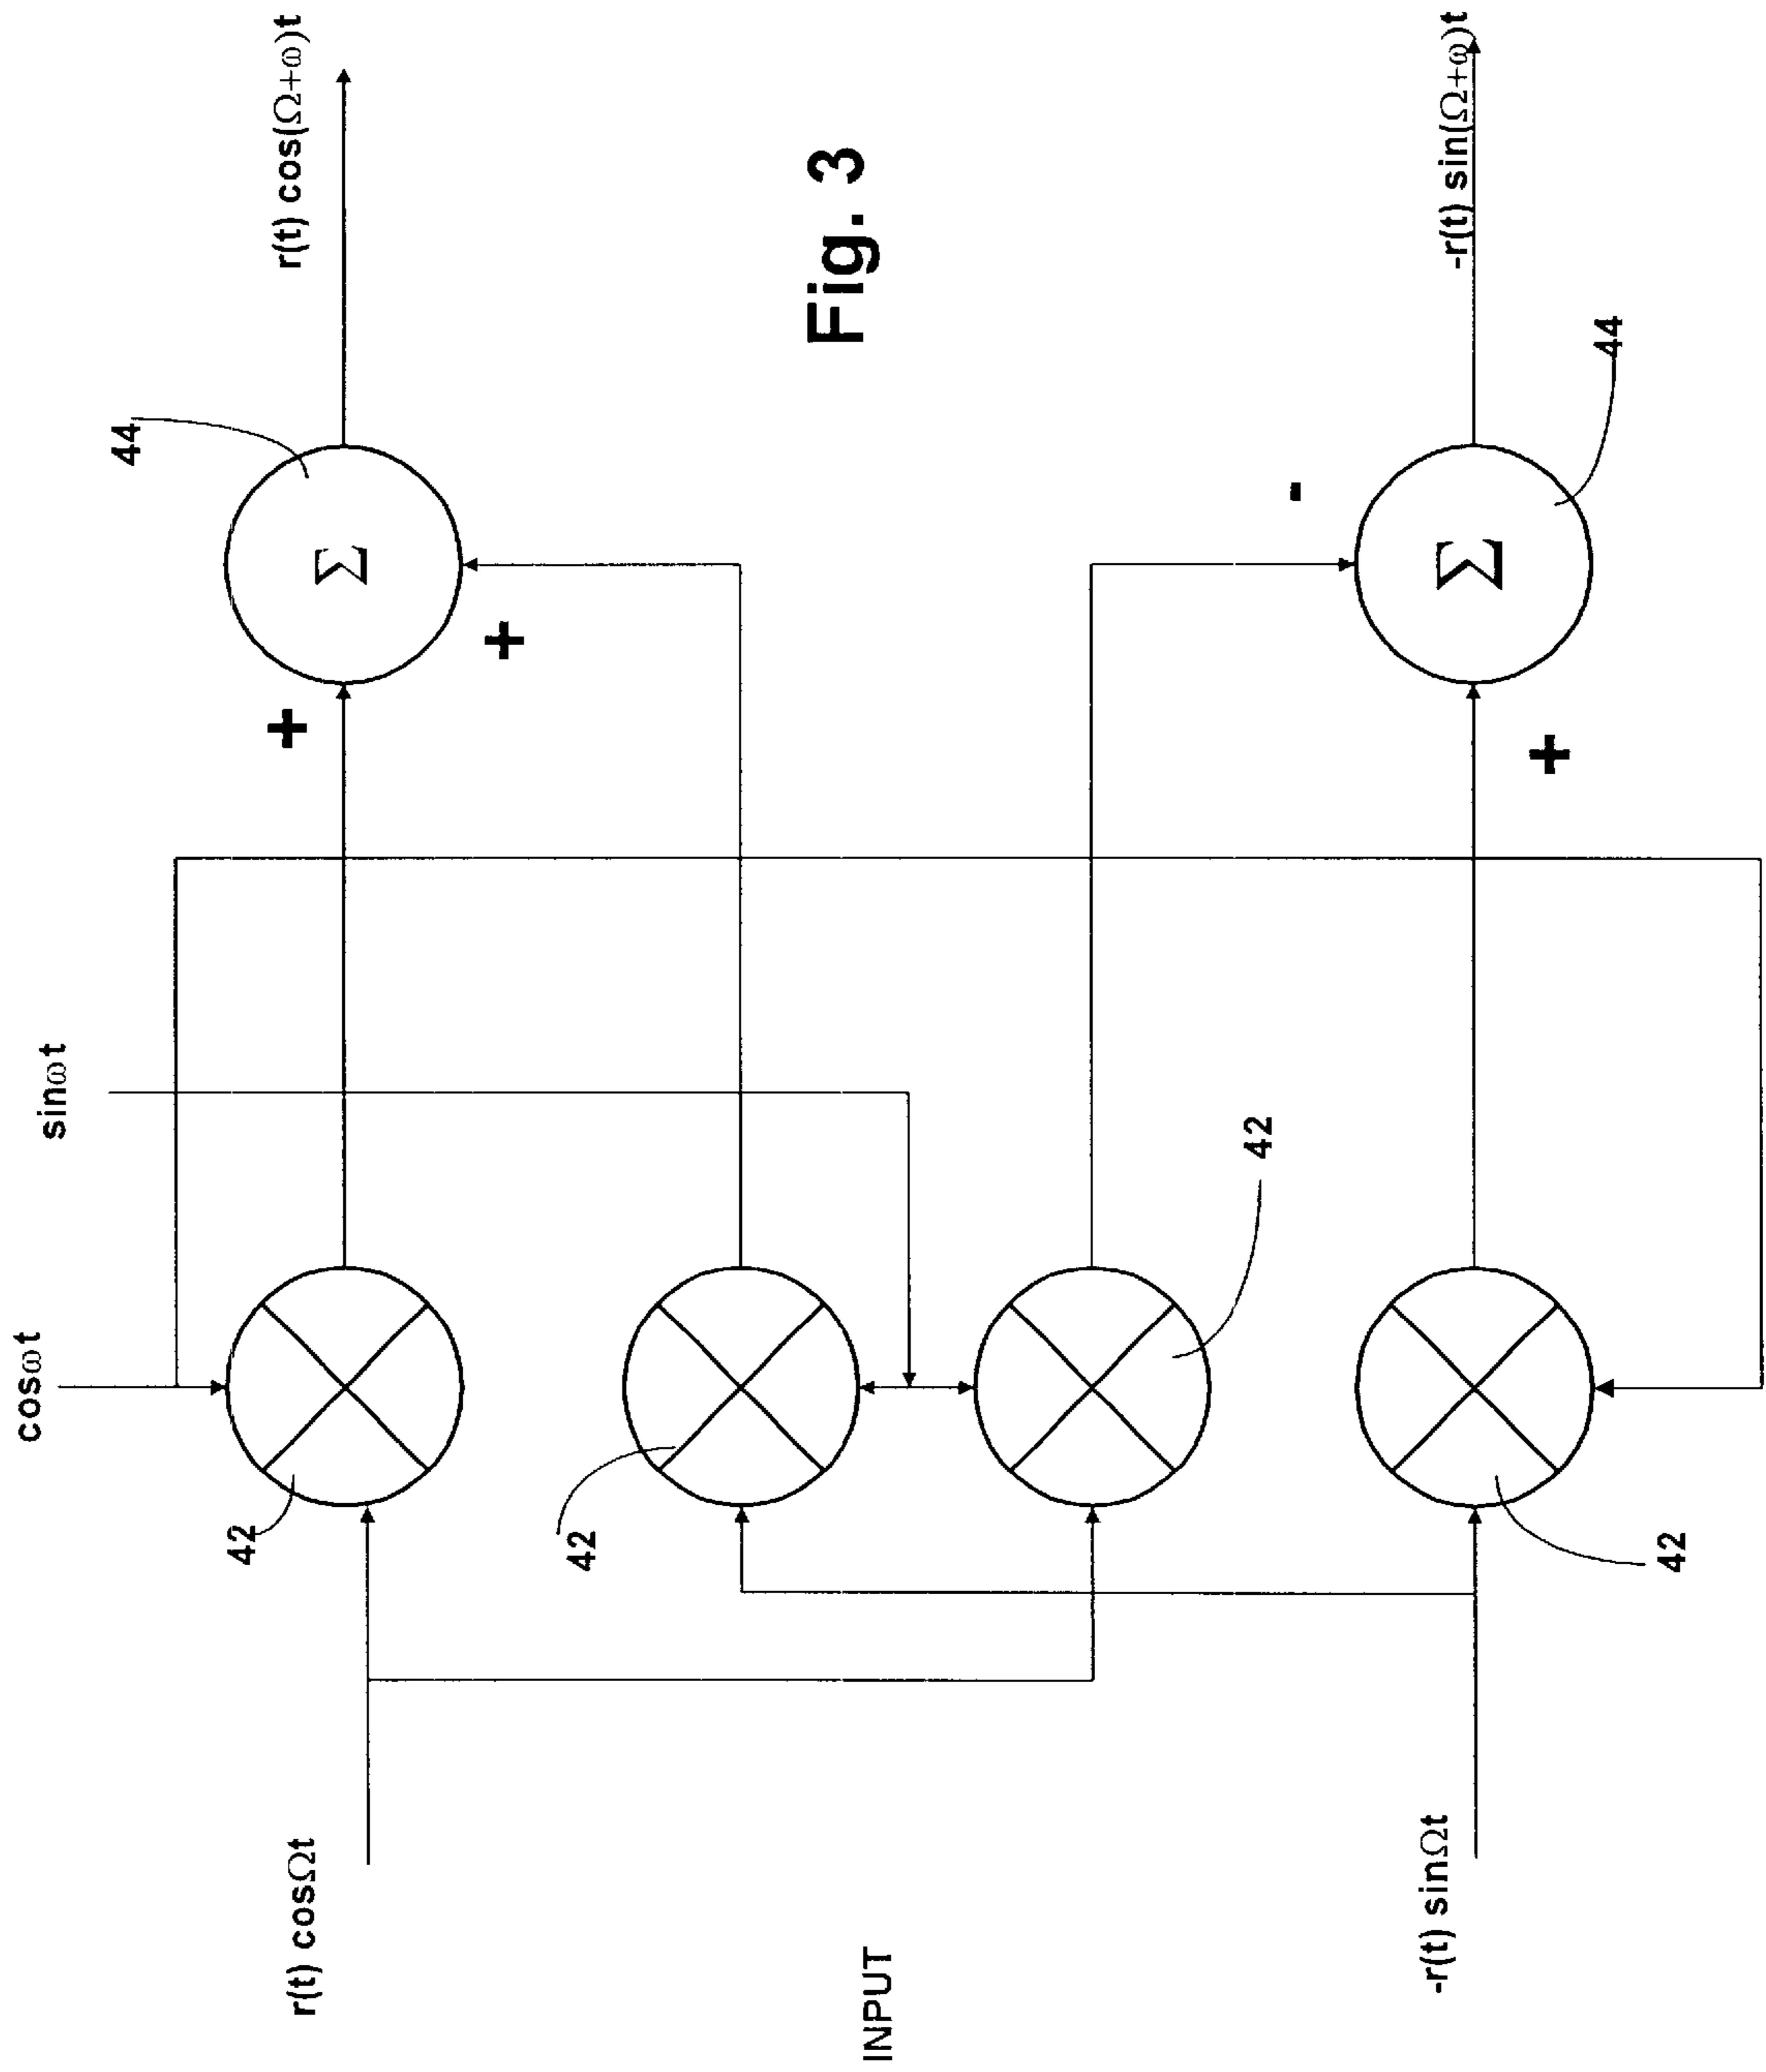 cosωt
sinωt
r(t) cosΩt
42
+
Σ
44
r(t) cos(Ω+ω)t
42
+
INPUT
Fig. 3
42
-
-r(t) sinΩt
42
+
Σ
44
-r(t) sin(Ω+ω)t